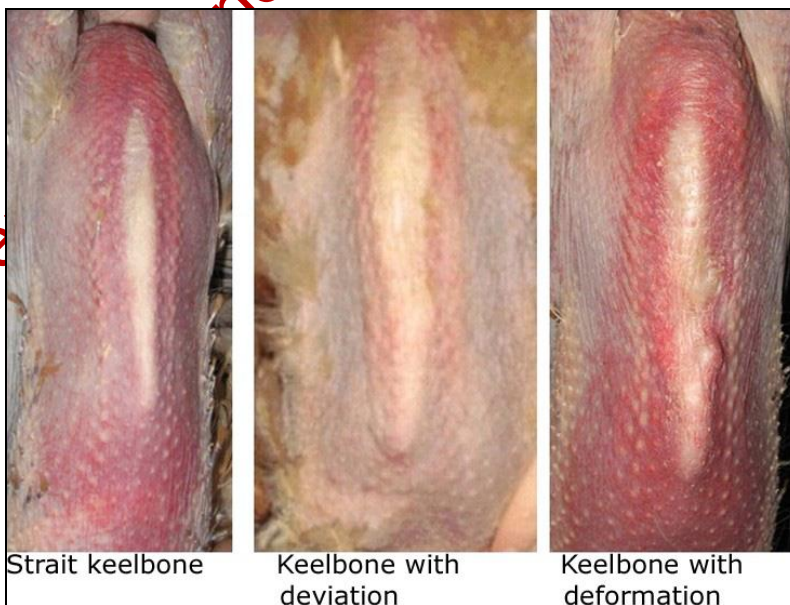 Strait keelbone
Keelbone with
deviation
Keelbone with
deformation